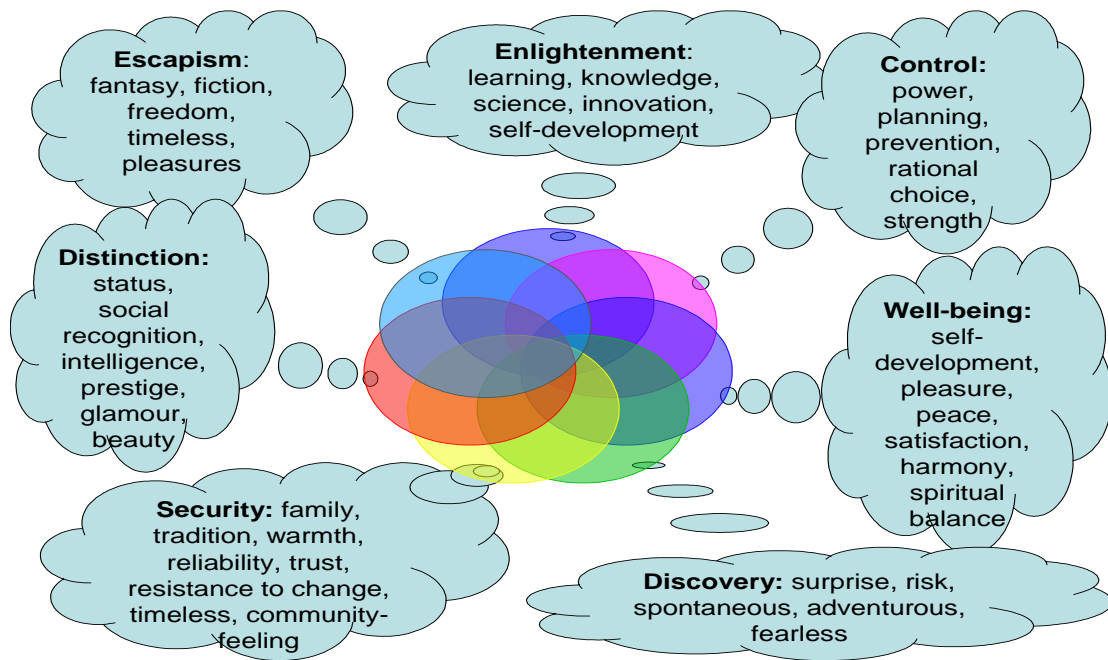 Escapism:
fantasy, fiction,
freedom,
timeless,
pleasures
Enlightenment:
learning, knowledge,
science, innovation,
self-development
Control:
power,
planning,
prevention,
rational
choice,
strength
Distinction:
status,
social
recognition,
intelligence,
prestige,
glamour,
beauty
Well-being:
self-
development,
pleasure,
peace,
satisfaction,
harmony,
spiritual
balance
Security: family,
tradition, warmth,
reliability, trust,
resistance to change,
timeless, community-
feeling
Discovery: surprise, risk,
spontaneous, adventurous,
fearless